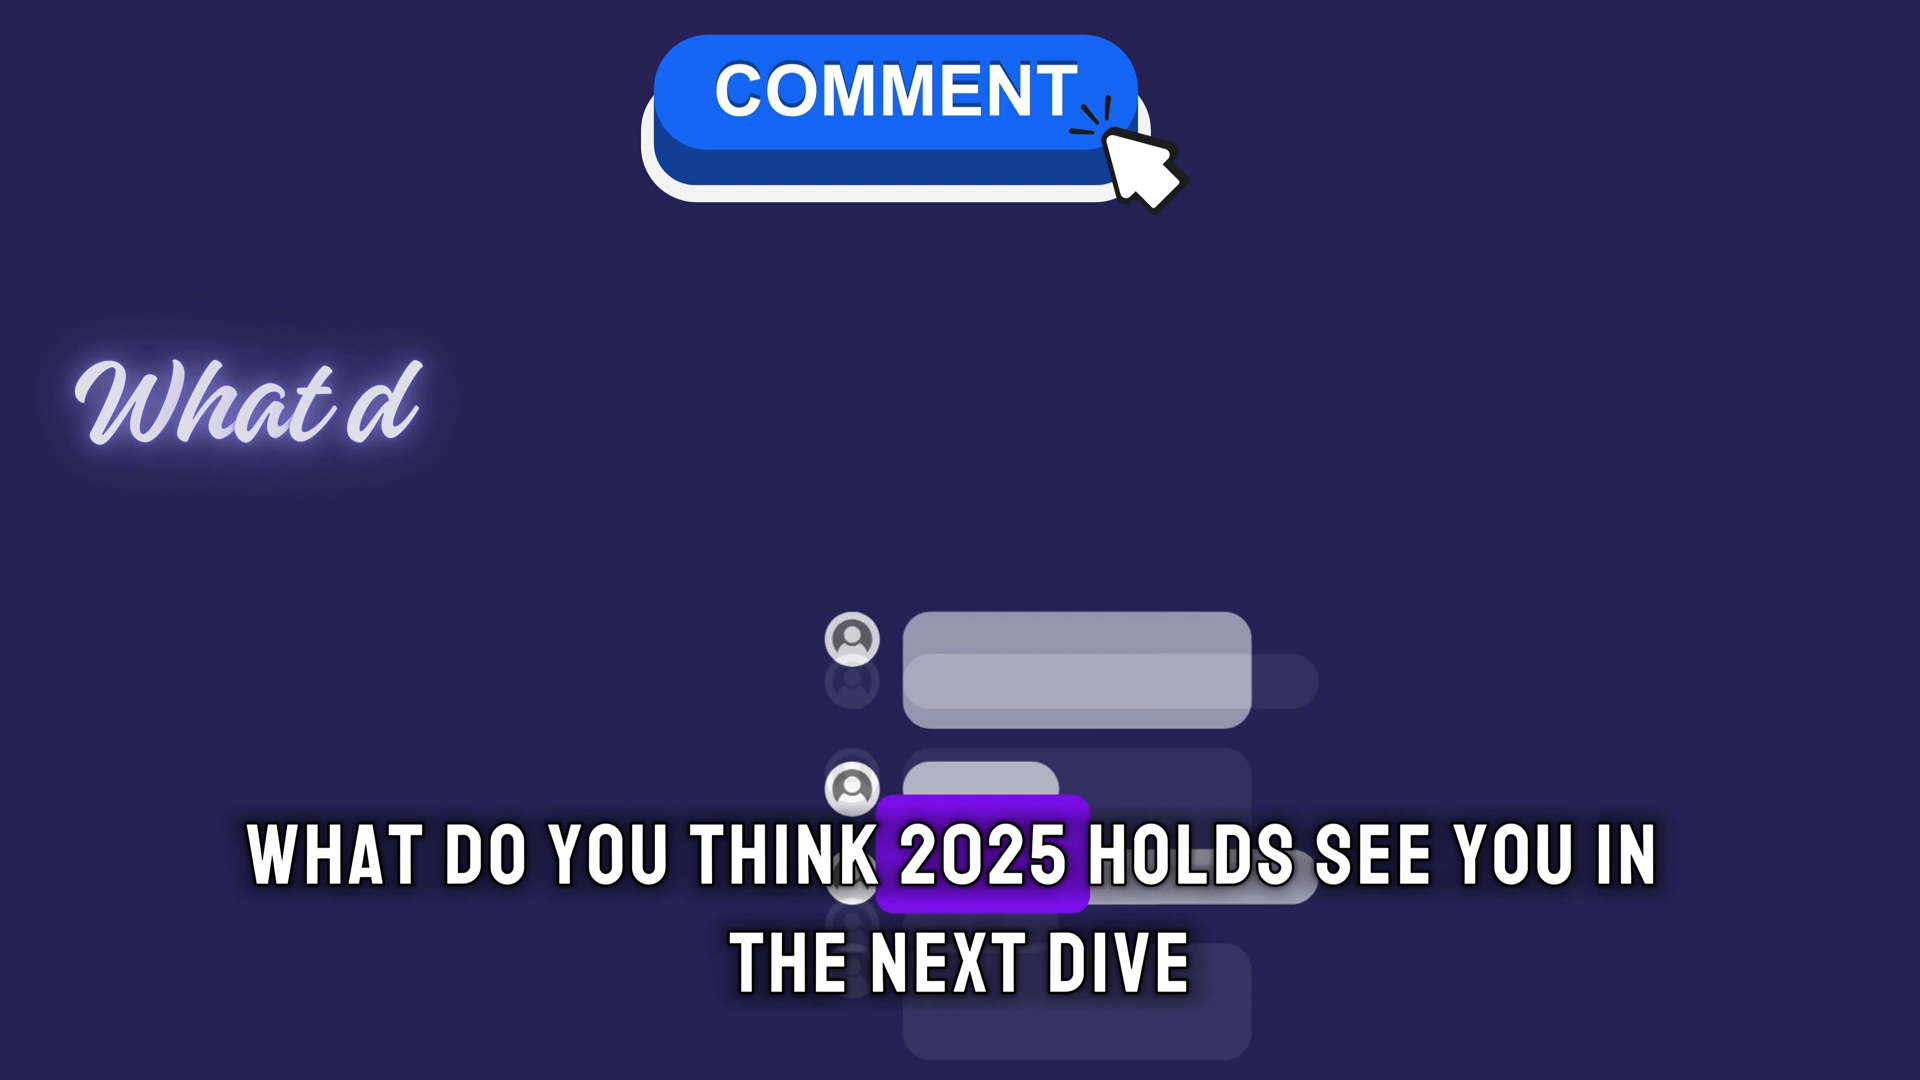 COMMENT
What d
WHAT DO YOU THINK 2025 HOLDS SEE YOU IN
THE NEXT DIVE